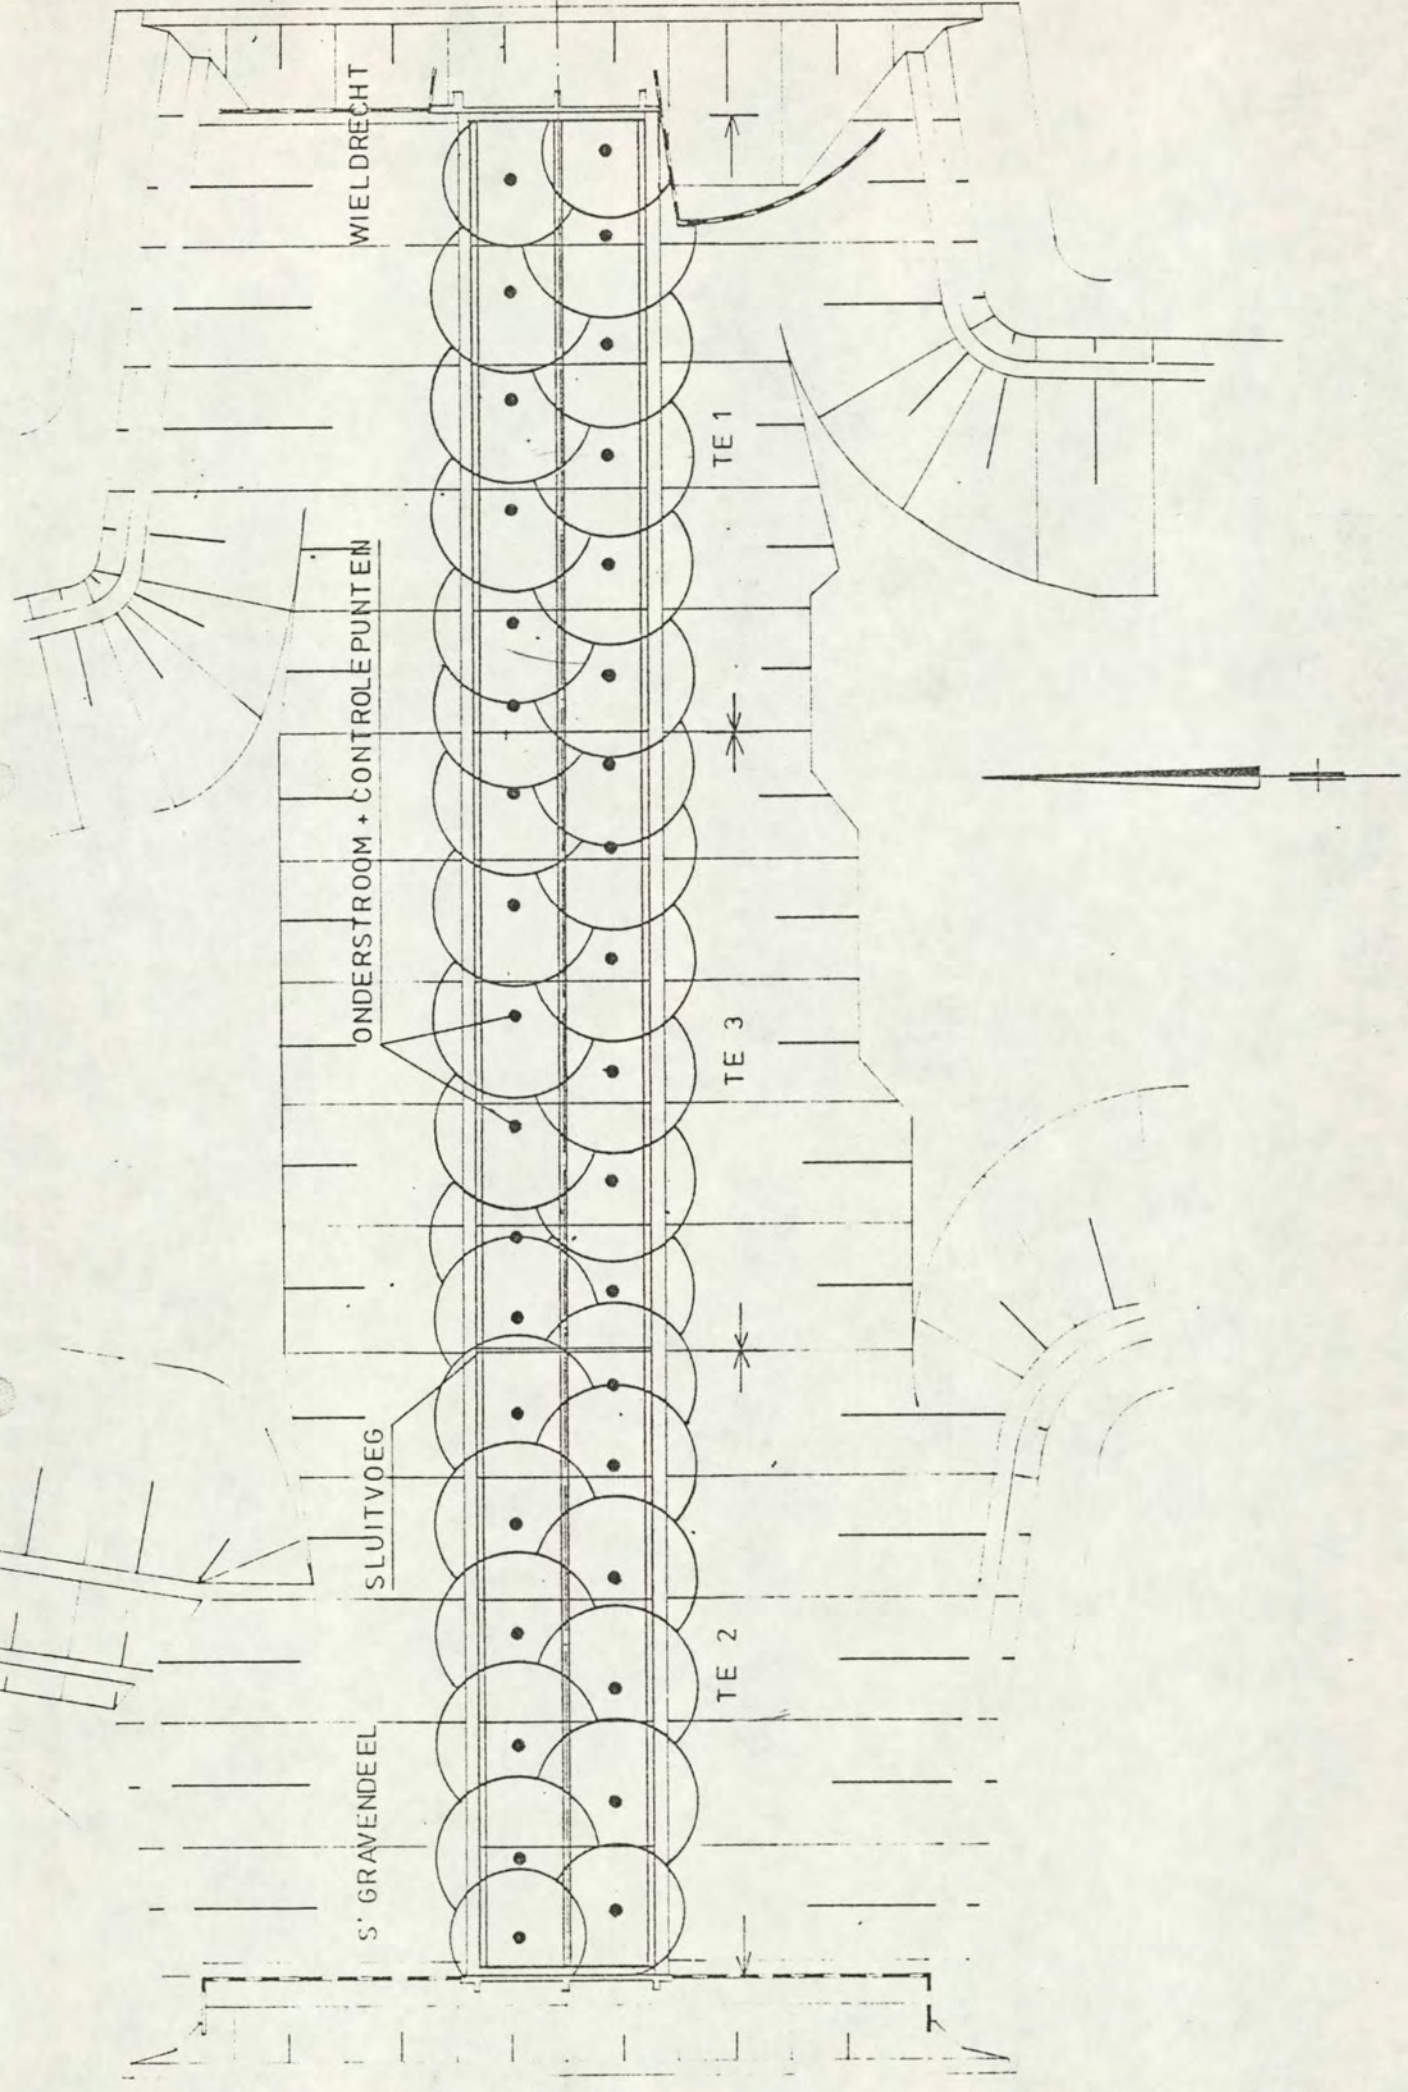 WIELDRECHT
TE 1
ONDERSTROOM + CONTROLEPUNTEN
TE 3
SLUITVOEG
TE 2
S' GRAVENDEEL